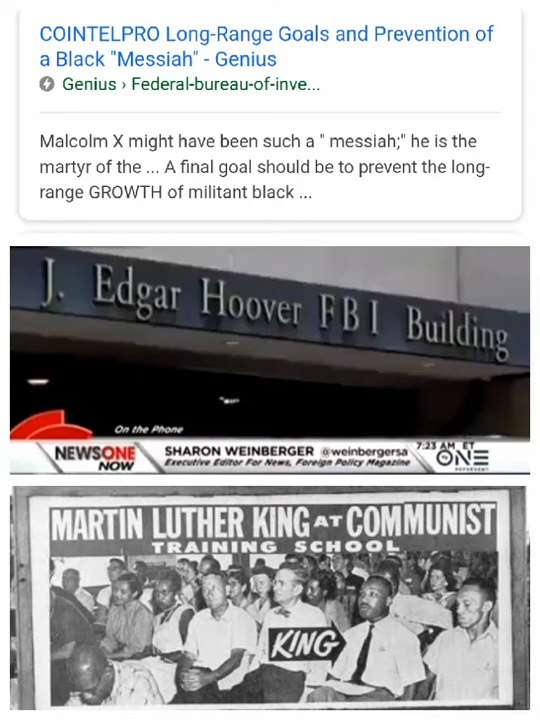 COINTELPRO Long-Range Goals and Prevention of
a Black "Messiah" - Genius
Genius › Federal-bureau-of-inve...
Malcolm X might have been such a " messiah;" he is the
martyr of the ... A final goal should be to prevent the long-
range GROWTH of militant black ...
J. Edgar Hoover FBI Building
On the Phone
NEWSONE
NOW
SHARON WEINBERGER @weinbergersa
Executive Editor For News, Foreign Policy Magazine
7:23 AM ET
ONE
MARTIN LUTHER KING AT COMMUNIST
TRAINING SCHOOL
KING